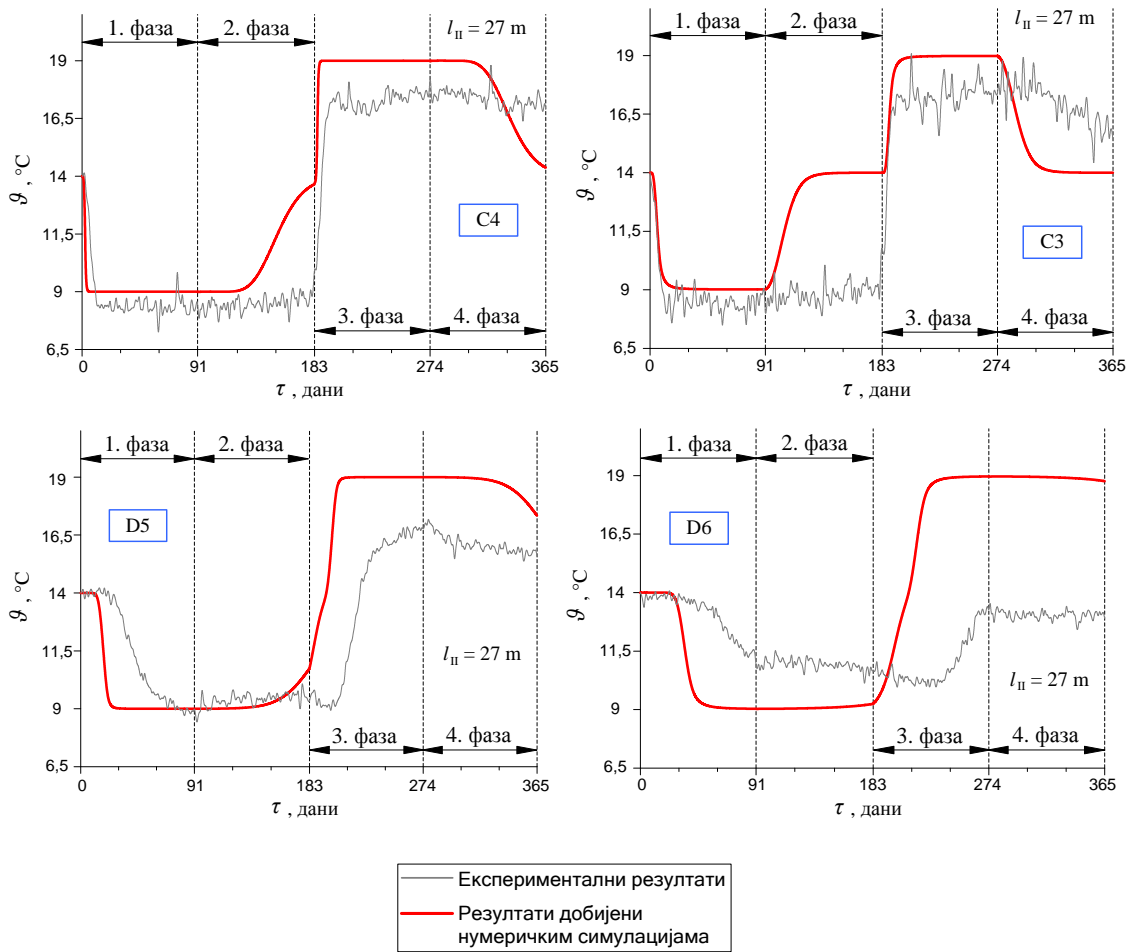 1. фаза
2. фаза
l_II = 27 m
19
16,5
14
11,5
9
6,5
ϑ , °C
C4
3. фаза
4. фаза
0
91
183
274
365
τ , дани
1. фаза
2. фаза
l_II = 27 m
19
16,5
14
11,5
9
6,5
ϑ , °C
C3
3. фаза
4. фаза
0
91
183
274
365
τ , дани
1. фаза
2. фаза
19
16,5
14
11,5
9
6,5
ϑ , °C
D5
l_II = 27 m
3. фаза
4. фаза
0
91
183
274
365
τ , дани
1. фаза
2. фаза
19
16,5
14
11,5
9
6,5
ϑ , °C
D6
l_II = 27 m
3. фаза
4. фаза
0
91
183
274
365
τ , дани
Експериментални резултати
Резултати добијени
нумеричким симулацијама